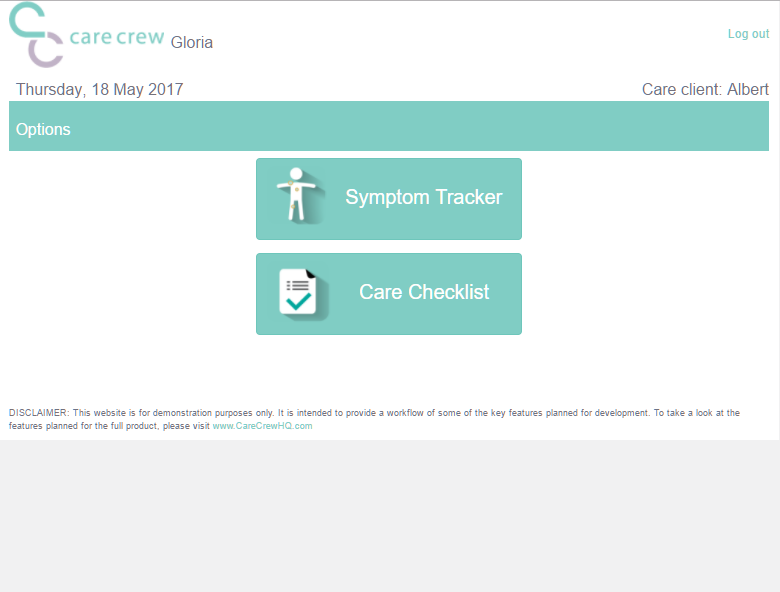 care crew Gloria
Log out
Thursday, 18 May 2017
Care client: Albert
Options
Symptom Tracker
Care Checklist
DISCLAIMER: This website is for demonstration purposes only. It is intended to provide a workflow of some of the key features planned for development. To take a look at the
features planned for the full product, please visit www.CareCrewHQ.com